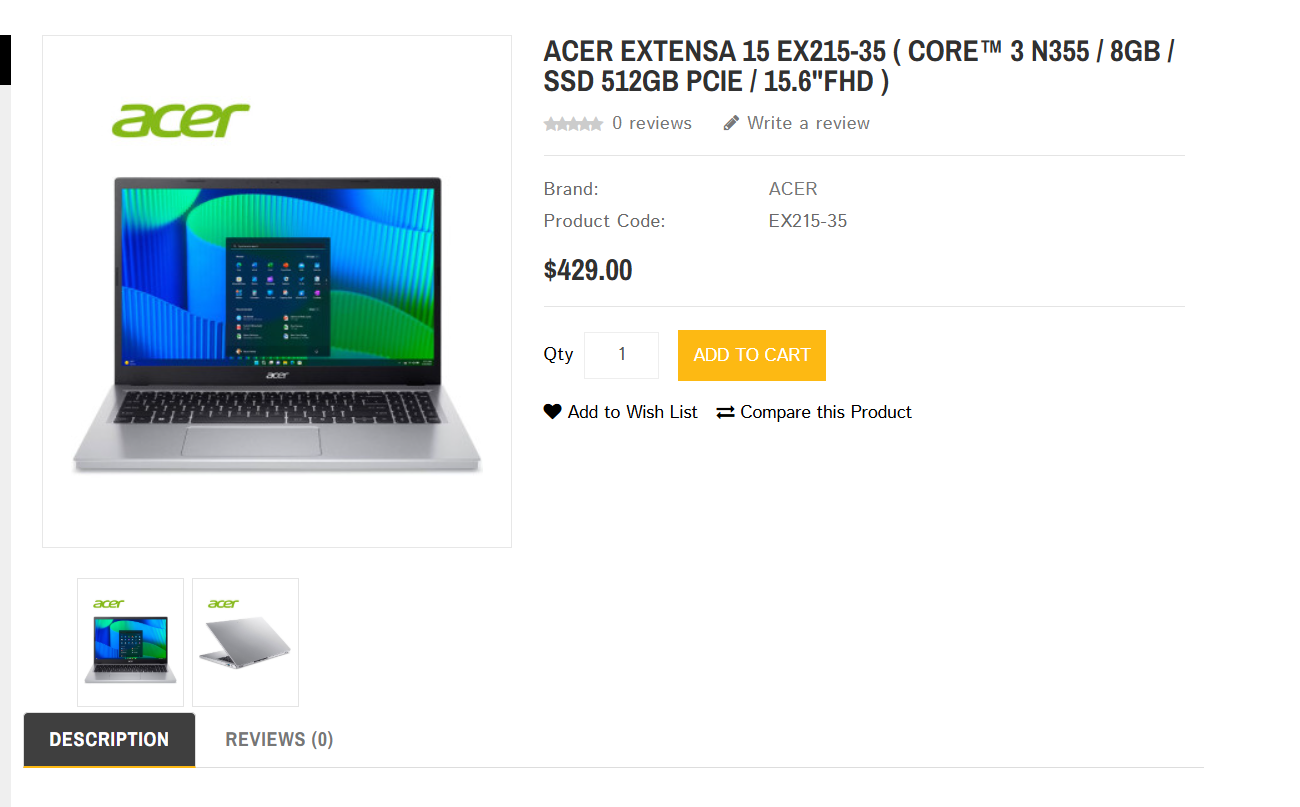 acer
acer
acer
acer
ACER EXTENSA 15 EX215-35 ( CORE™ 3 N355 / 8GB /
SSD 512GB PCIE / 15.6"FHD )
0 reviews Write a review
Brand: ACER
Product Code: EX215-35
$429.00
Qty 1 ADD TO CART
Add to Wish List Compare this Product
DESCRIPTION REVIEWS (0)